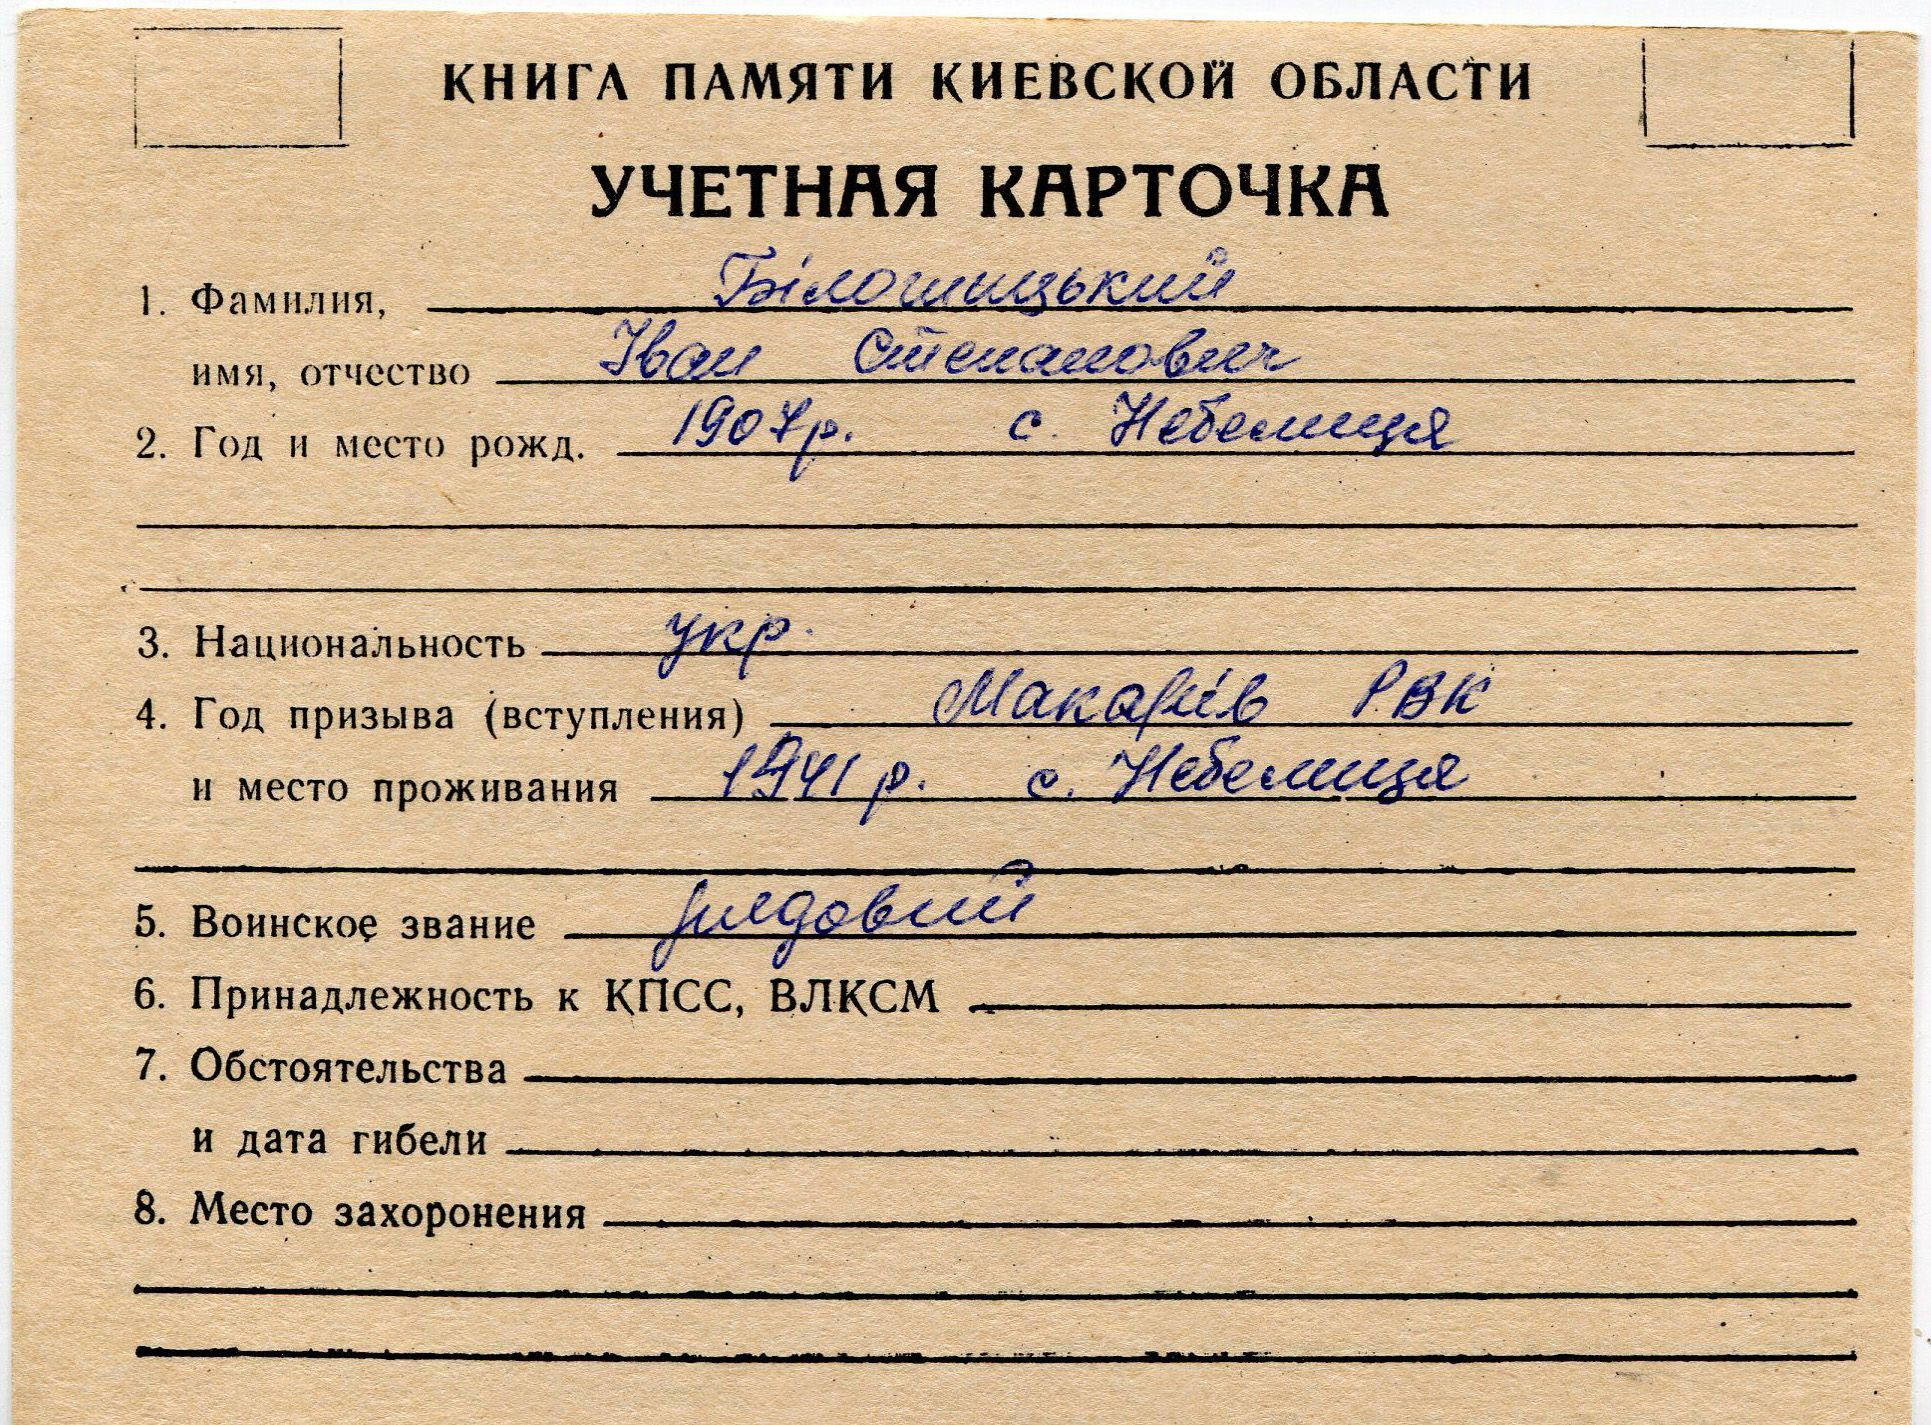 КНИГА ПАМЯТИ КИЕВСКОЙ ОБЛАСТИ
УЧЕТНАЯ КАРТОЧКА
1. Фамилия, Білошицький
имя, отчество Іван Степанович
2. Год и место рожд. 1907р. с. Небелиця
3. Национальность укр.
4. Год призыва (вступления) Макарів РВК
и место проживания 1941 р. с. Небелиця
5. Воинское звание рядовий
6. Принадлежность к КПСС, ВЛКСМ
7. Обстоятельства
и дата гибели
8. Место захоронения